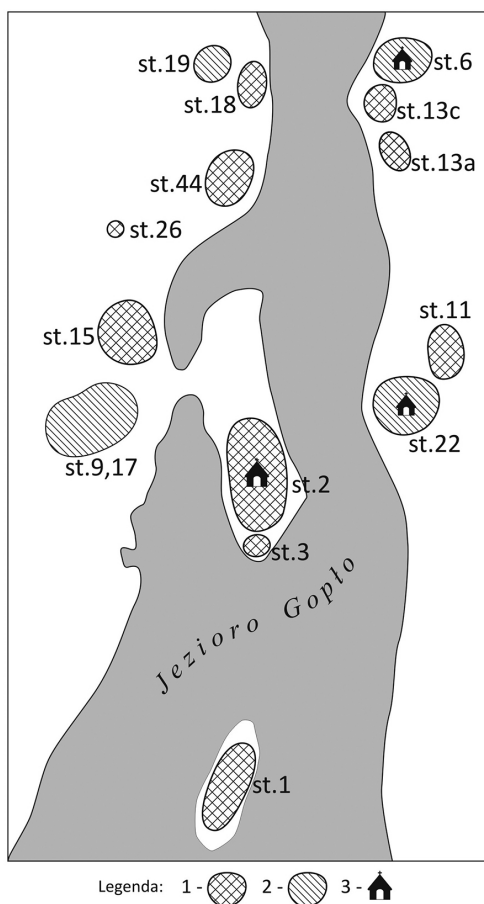 st.19
st.6
st.18
st.13c
st.13a
st.44
st.26
st.11
st.15
st.22
st.9,17
st.2
st.3
Jezioro Gopło
st.1
Legenda: 1 - 2 - 3 -